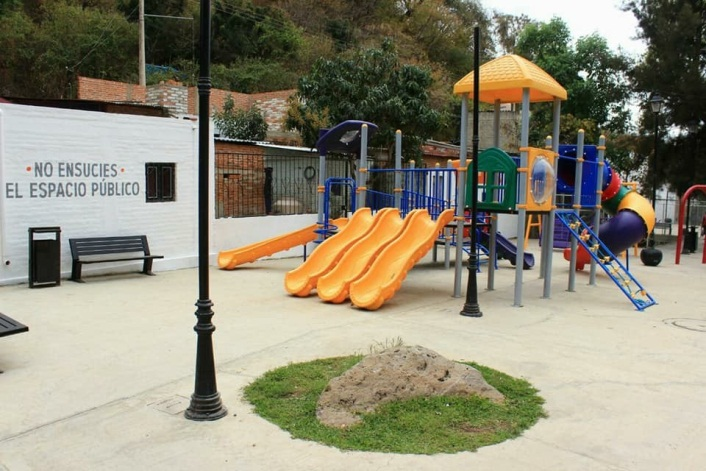 • NO ENSUCIES •
EL ESPACIO PÚBLICO